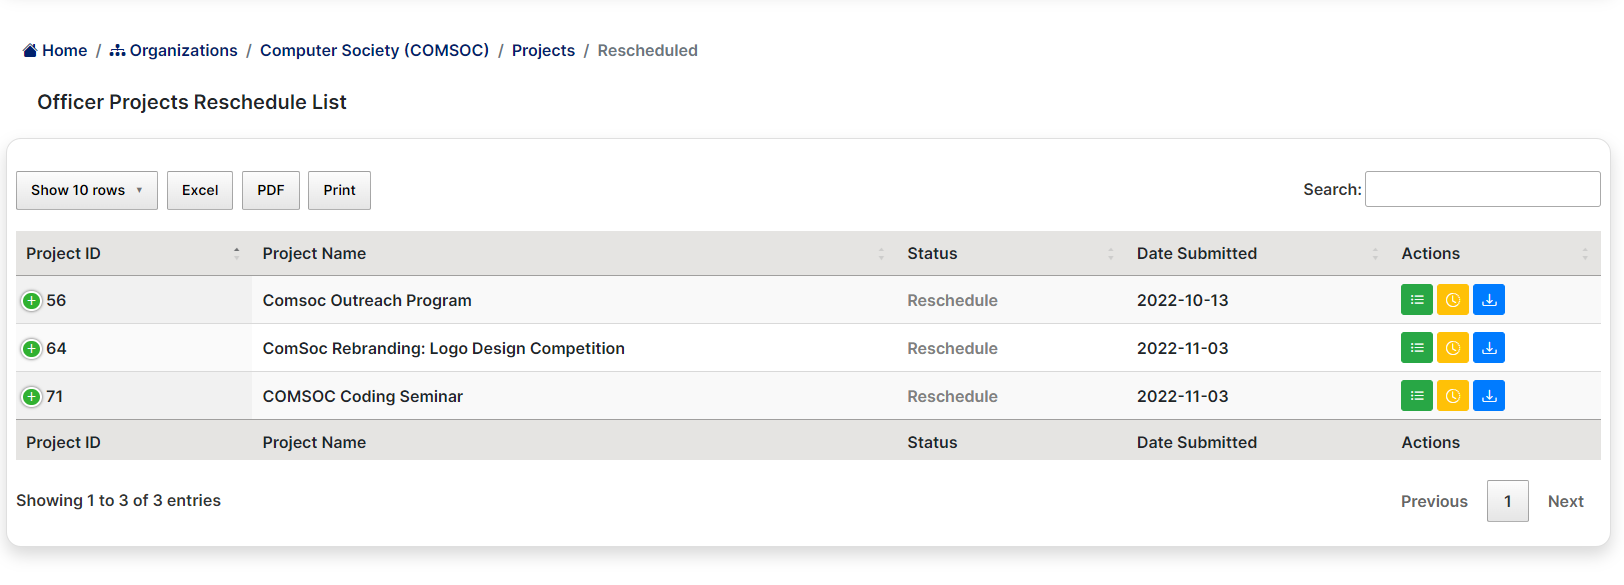 Home / Organizations / Computer Society (COMSOC) / Projects / Rescheduled
Officer Projects Reschedule List
Show 10 rows Excel PDF Print Search:
Project ID Project Name Status Date Submitted Actions
56 Comsoc Outreach Program Reschedule 2022-10-13
64 ComSoc Rebranding: Logo Design Competition Reschedule 2022-11-03
71 COMSOC Coding Seminar Reschedule 2022-11-03
Project ID Project Name Status Date Submitted Actions
Showing 1 to 3 of 3 entries Previous 1 Next